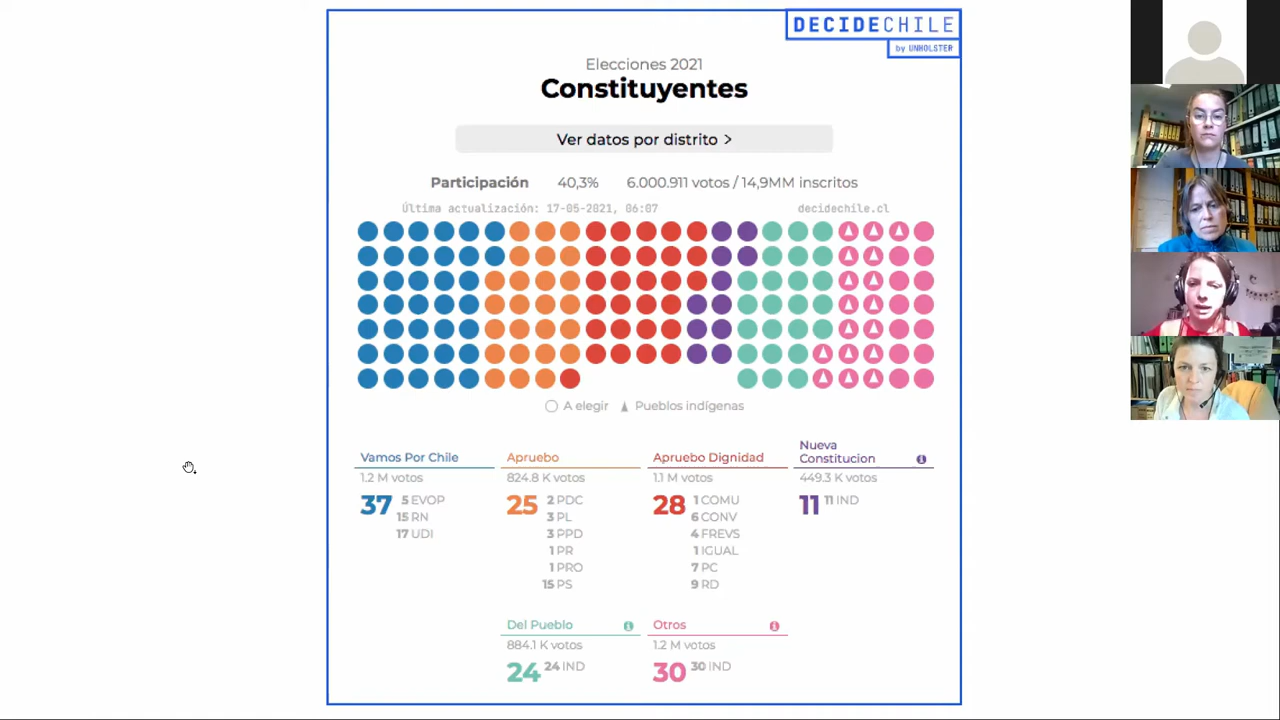 DECIDECHILE
by UNHOLSTER
Elecciones 2021
Constituyentes
Ver datos por distrito >
Participación 40,3% 6.000.911 votos / 14,9MM inscritos
Última actualización: 17-05-2021, 06:07 decidechile.cl
A elegir Pueblos indígenas
Vamos Por Chile
1.2 M votos
37
5 EVOP
15 RN
17 UDI
Apruebo
824.8 K votos
25
2 PDC
3 PL
3 PPD
1 PR
1 PRO
15 PS
Apruebo Dignidad
1.1 M votos
28
1 COMU
6 CONV
4 FREVS
1 IGUAL
7 PC
9 RD
Nueva
Constitucion
449.3 K votos
11
11 IND
Del Pueblo
884.1 K votos
24
24 IND
Otros
1.2 M votos
30
30 IND